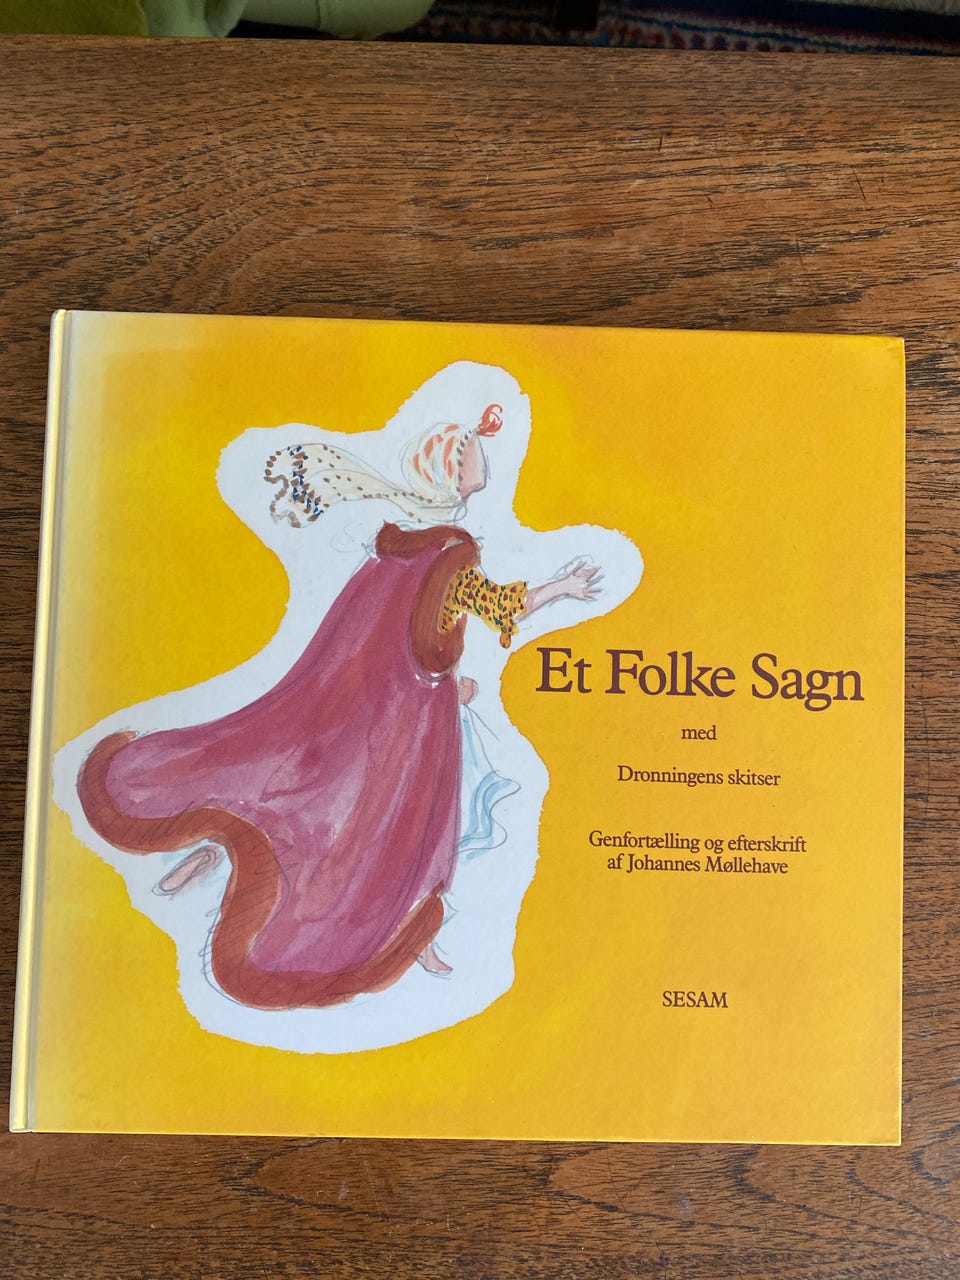 Et Folke Sagn
med
Dronningens skitser
Genfortælling og efterskrift
af Johannes Møllehave
SESAM